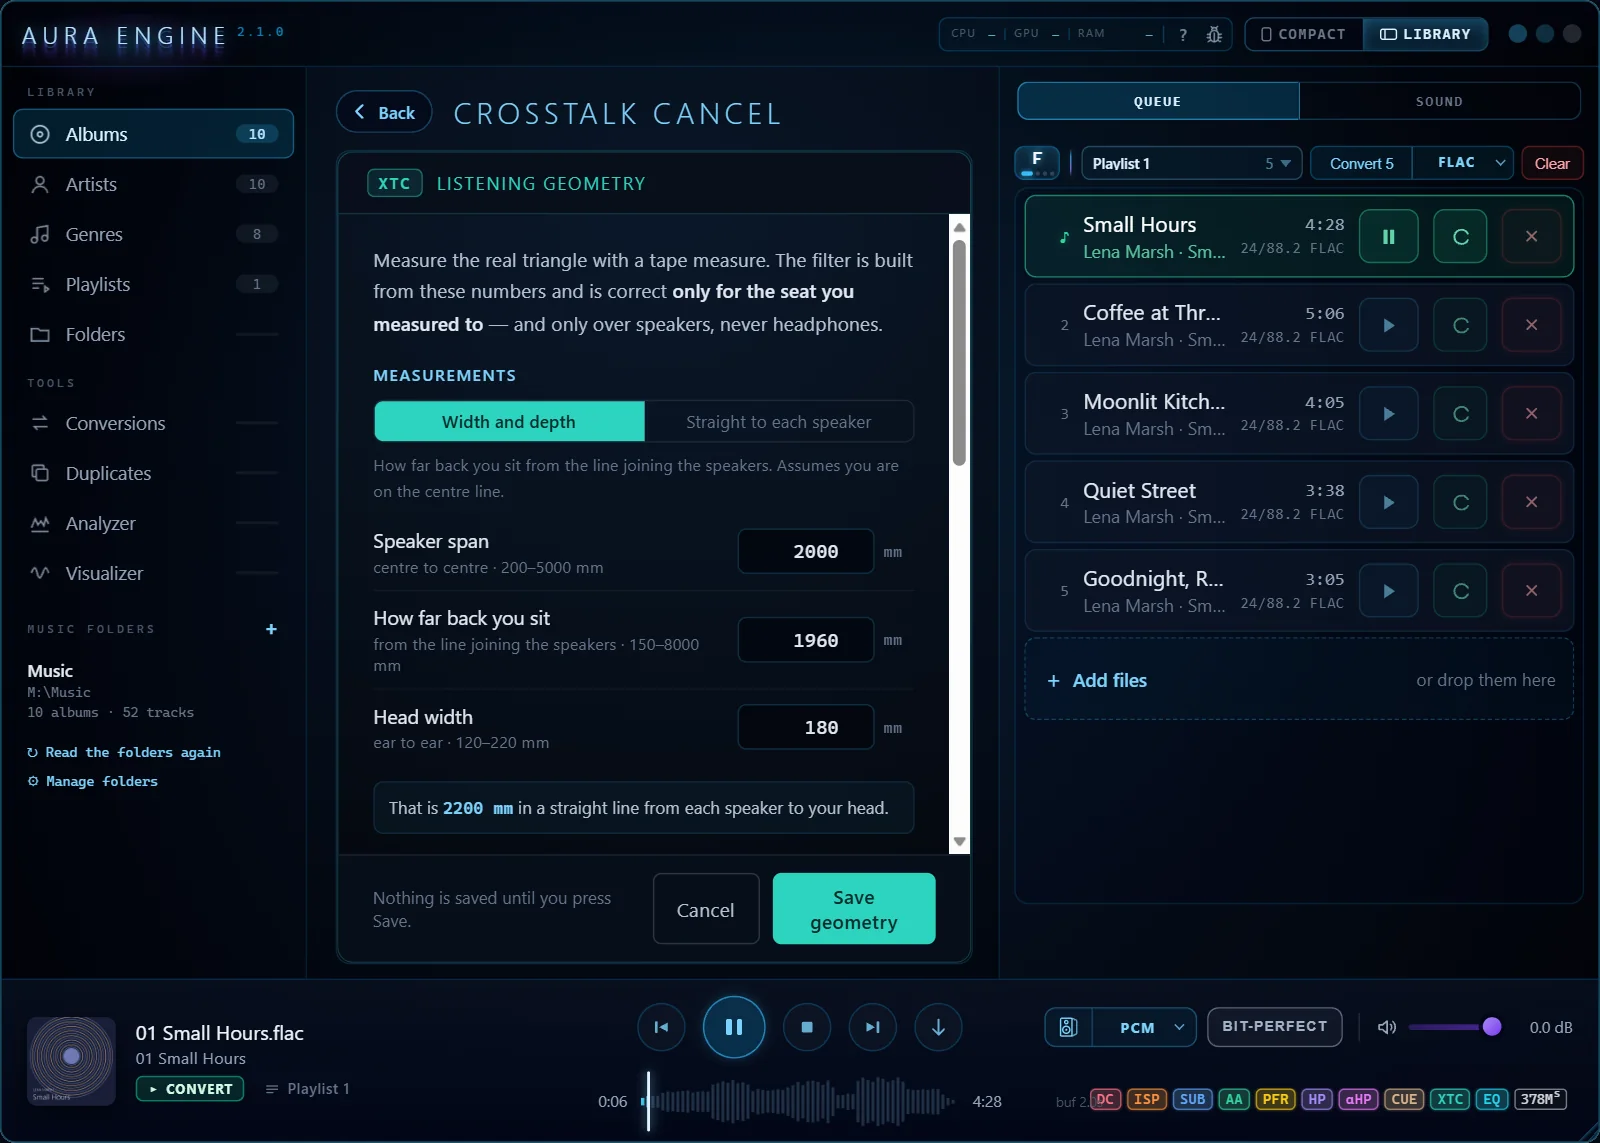 AURA ENGINE 2.1.0
CPU – GPU – RAM –
?
COMPACT
LIBRARY
LIBRARY
Albums 10
Artists 10
Genres 8
Playlists 1
Folders
TOOLS
Conversions
Duplicates
Analyzer
Visualizer
MUSIC FOLDERS +
Music
M:\Music
10 albums · 52 tracks
↻ Read the folders again
⚙ Manage folders
Back
CROSSTALK CANCEL
XTC LISTENING GEOMETRY
Measure the real triangle with a tape measure. The filter is built
from these numbers and is correct only for the seat you
measured to — and only over speakers, never headphones.
MEASUREMENTS
Width and depth
Straight to each speaker
How far back you sit from the line joining the speakers. Assumes you are
on the centre line.
Speaker span
centre to centre · 200–5000 mm
2000 mm
How far back you sit
from the line joining the speakers · 150–8000
mm
1960 mm
Head width
ear to ear · 120–220 mm
180 mm
That is 2200 mm in a straight line from each speaker to your head.
Nothing is saved until you press
Save.
Cancel
Save
geometry
QUEUE
SOUND
F
Playlist 1 5
Convert 5
FLAC
Clear
Small Hours 4:28
Lena Marsh · Sm... 24/88.2 FLAC
2 Coffee at Thr... 5:06
Lena Marsh · Sm... 24/88.2 FLAC
3 Moonlit Kitch... 4:05
Lena Marsh · Sm... 24/88.2 FLAC
4 Quiet Street 3:38
Lena Marsh · Sm... 24/88.2 FLAC
5 Goodnight, R... 3:05
Lena Marsh · Sm... 24/88.2 FLAC
+ Add files or drop them here
Small Hours
01 Small Hours.flac
01 Small Hours
CONVERT
Playlist 1
0:06
4:28
PCM
BIT-PERFECT
0.0 dB
buf 2.
DC ISP SUB AA PFR HP αHP CUE XTC EQ 378Mˢ